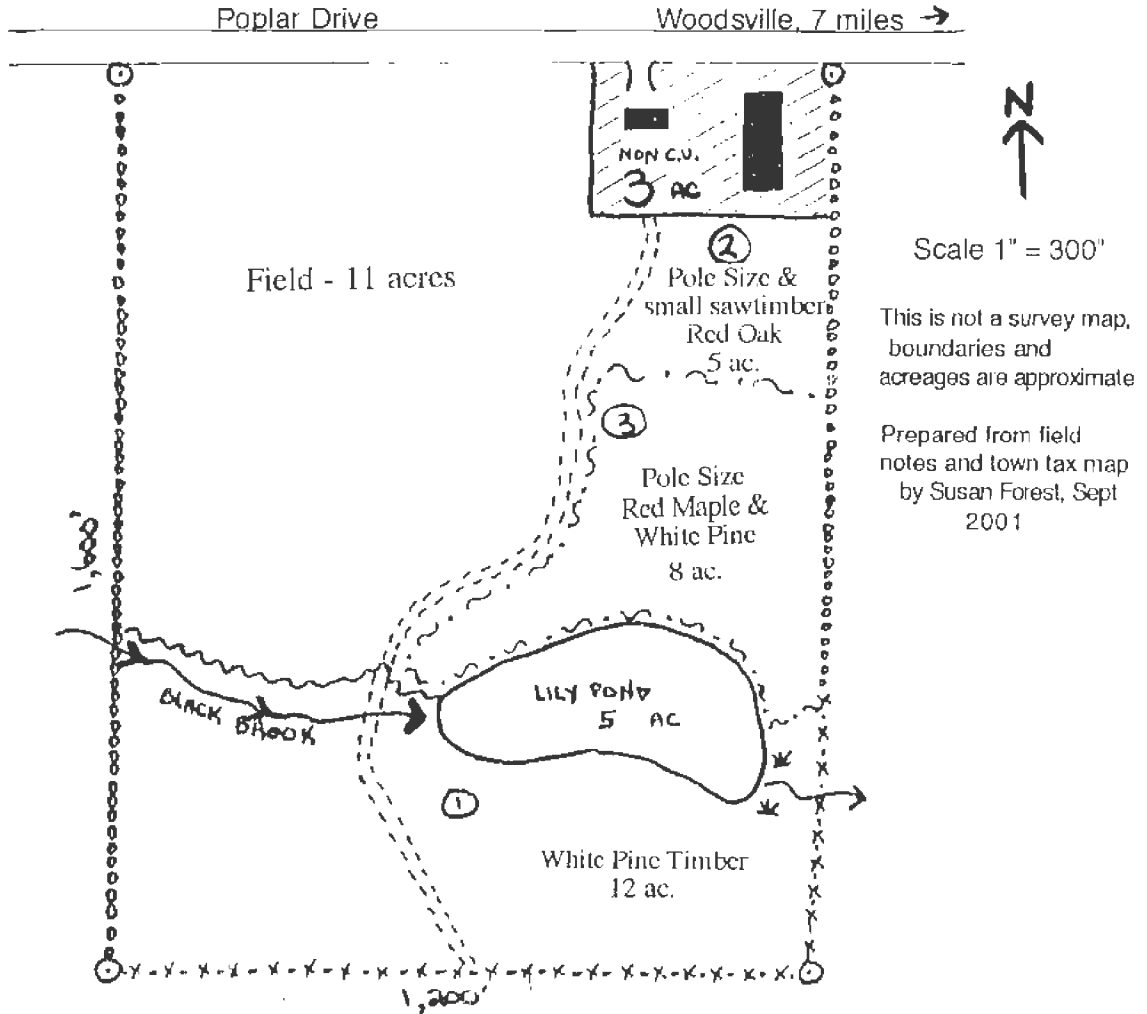 Poplar Drive
Woodsville, 7 miles →
N
NON C.U.
3 AC
Field - 11 acres
2
Pole Size &
small sawtimber
Red Oak
5 ac.
Scale 1" = 300"
This is not a survey map,
boundaries and
acreages are approximate
Prepared from field
notes and town tax map
by Susan Forest, Sept
2001
3
Pole Size
Red Maple &
White Pine
8 ac.
1,600'
BLACK BROOK
LILY POND
5 AC
1
White Pine Timber
12 ac.
1,200'